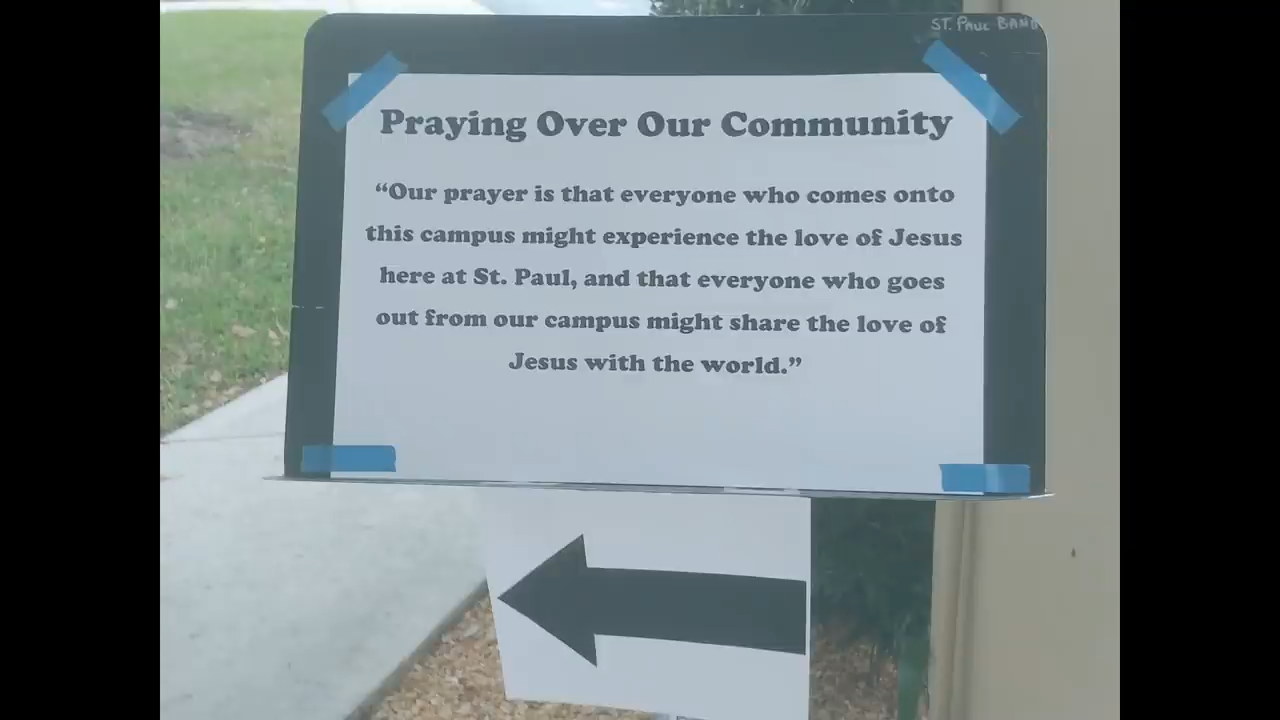 ST. PAUL BAND
Praying Over Our Community
“Our prayer is that everyone who comes onto
this campus might experience the love of Jesus
here at St. Paul, and that everyone who goes
out from our campus might share the love of
Jesus with the world.”